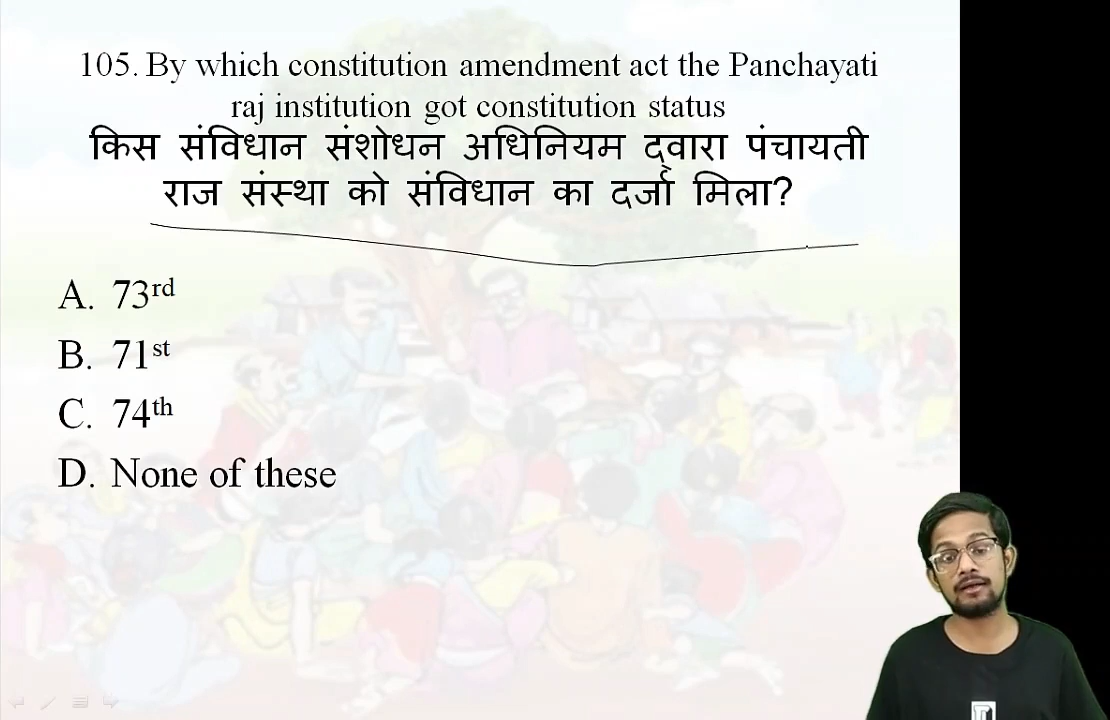 105. By which constitution amendment act the Panchayati
raj institution got constitution status
किस संविधान संशोधन अधिनियम द्वारा पंचायती
राज संस्था को संविधान का दर्जा मिला?
A. 73rd
B. 71st
C. 74th
D. None of these